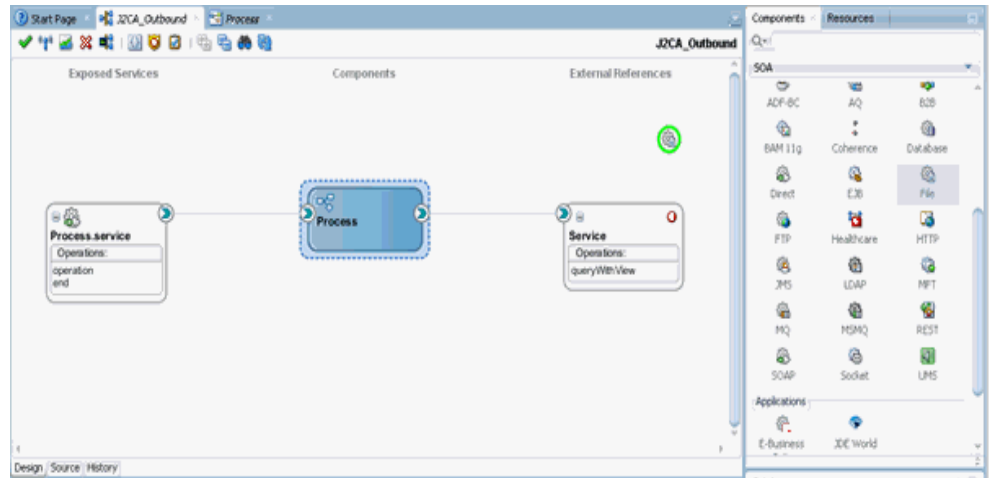 Start Page
J2CA_Outbound
Process
J2CA_Outbound
Exposed Services
Components
External References
Process.service
Operations:
operation
end
Process
Service
Operations:
queryWithView
Design
Source
History
Components
Resources
SOA
ADF-BC
AQ
B2B
BAM 11g
Coherence
Database
Direct
EJB
File
FTP
Healthcare
HTTP
JMS
LDAP
MFT
MQ
MSMQ
REST
SOAP
Socket
UMS
Applications
E-Business
JDE World